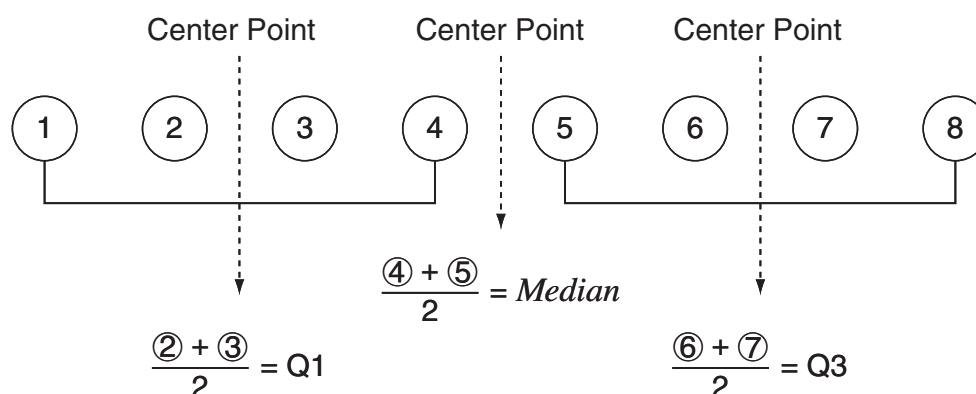 Center Point Center Point Center Point
1 2 3 4 5 6 7 8
(④ + ⑤)/2 = Median
(② + ③)/2 = Q1 (⑥ + ⑦)/2 = Q3